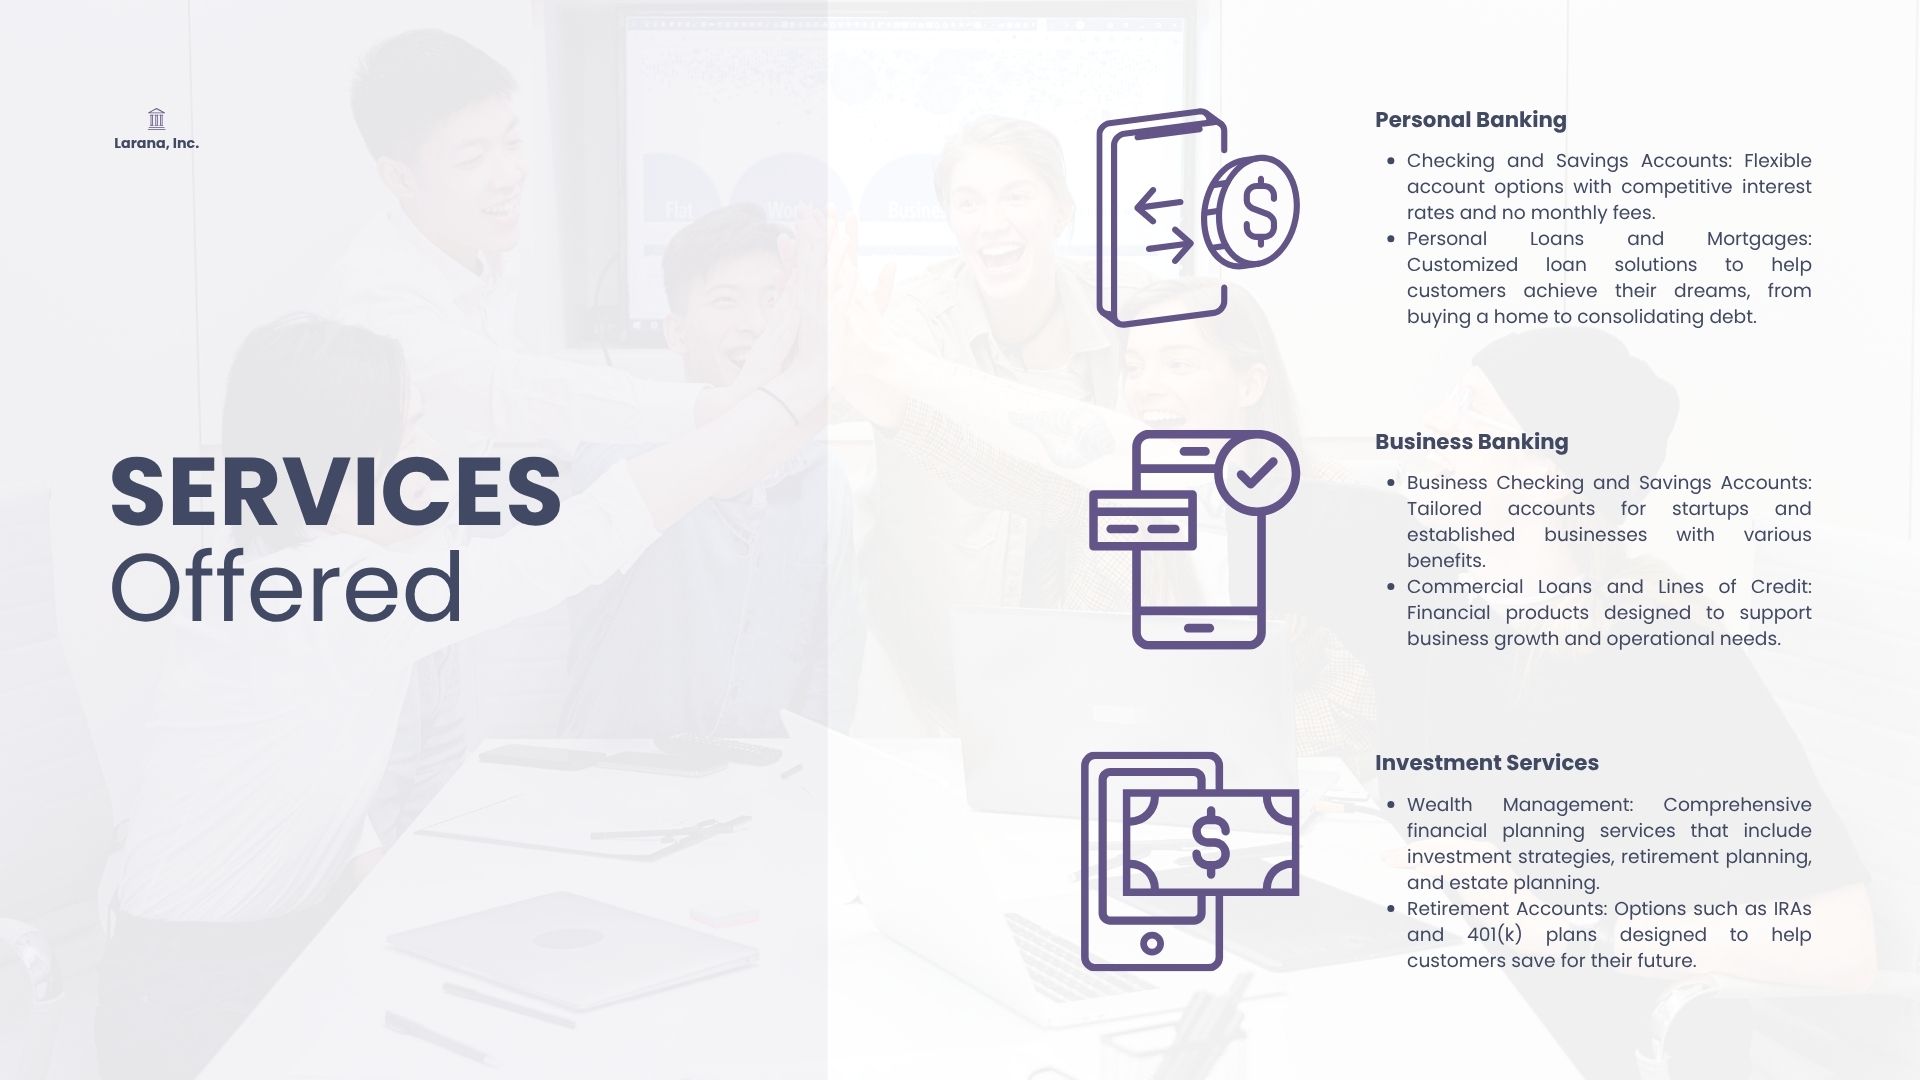 Larana, Inc.
SERVICES
Offered
Flat
Personal Banking
• Checking and Savings Accounts: Flexible
account options with competitive interest
rates and no monthly fees.
• Personal Loans and Mortgages:
Customized loan solutions to help
customers achieve their dreams, from
buying a home to consolidating debt.
Business Banking
• Business Checking and Savings Accounts:
Tailored accounts for startups and
established businesses with various
benefits.
• Commercial Loans and Lines of Credit:
Financial products designed to support
business growth and operational needs.
Investment Services
• Wealth Management: Comprehensive
financial planning services that include
investment strategies, retirement planning,
and estate planning.
• Retirement Accounts: Options such as IRAs
and 401(k) plans designed to help
customers save for their future.